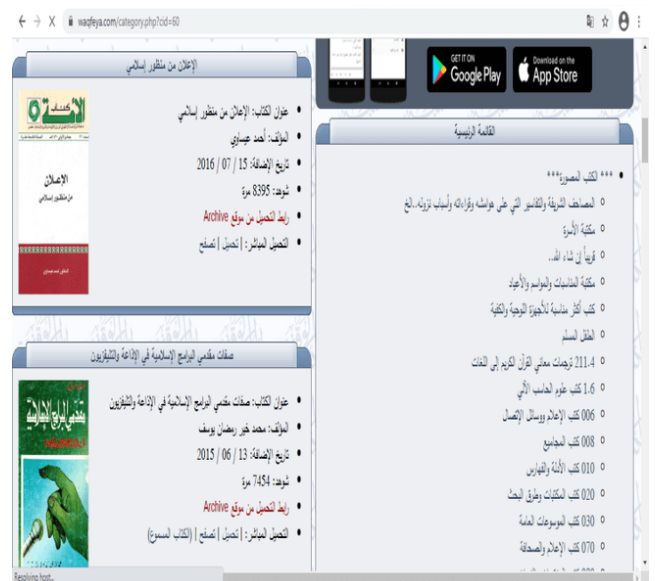 waqfeya.com/category.php?cid=60
GET IT ON
Google Play
Download on the
App Store
القائمة الرئيسية
*** الكتب المصورة***
المصاحف الشريفة والتفاسير التي على هوامشه وقراءاته وأسباب نزوله..الخ
مكتبة الأسرة
قريباً إن شاء الله..
مكتبة المناسبات والمواسم والأعياد
كتب أكثر مناسبة للأجهزة اللوحية والكفية
الطفل المسلم
211.4 ترجمات معاني القرآن الكريم إلى اللغات
1.6 كتب علوم الحاسب الآلي
006 كتب الإعلام ووسائل الإتصال
008 كتب المجاميع
010 كتب الأدلة والفهارس
020 كتب المكتبات وطرق البحث
030 كتب الموسوعات العامة
070 كتب الإعلام والصحافة
الإعلان من منظور إسلامي
كتاب
الأمة
الإعلان
من منظور إسلامي
عنوان الكتاب: الإعلان من منظور إسلامي
المؤلف: أحمد عيساوي
تاريخ الإضافة: 15 / 07 / 2016
شوهد: 8395 مرة
رابط التحميل من موقع Archive
التحميل المباشر: | تحميل | تصفح
صفات مقدمي البرامج الإسلامية في الإذاعة والتليفزيون
مقدمي البرامج الإسلامية
عنوان الكتاب: صفات مقدمي البرامج الإسلامية في الإذاعة والتليفزيون
المؤلف: محمد خير رمضان يوسف
تاريخ الإضافة: 13 / 06 / 2015
شوهد: 7454 مرة
رابط التحميل من موقع Archive
التحميل المباشر: | تحميل | تصفح | (الكتاب المسموع)
Resolving host